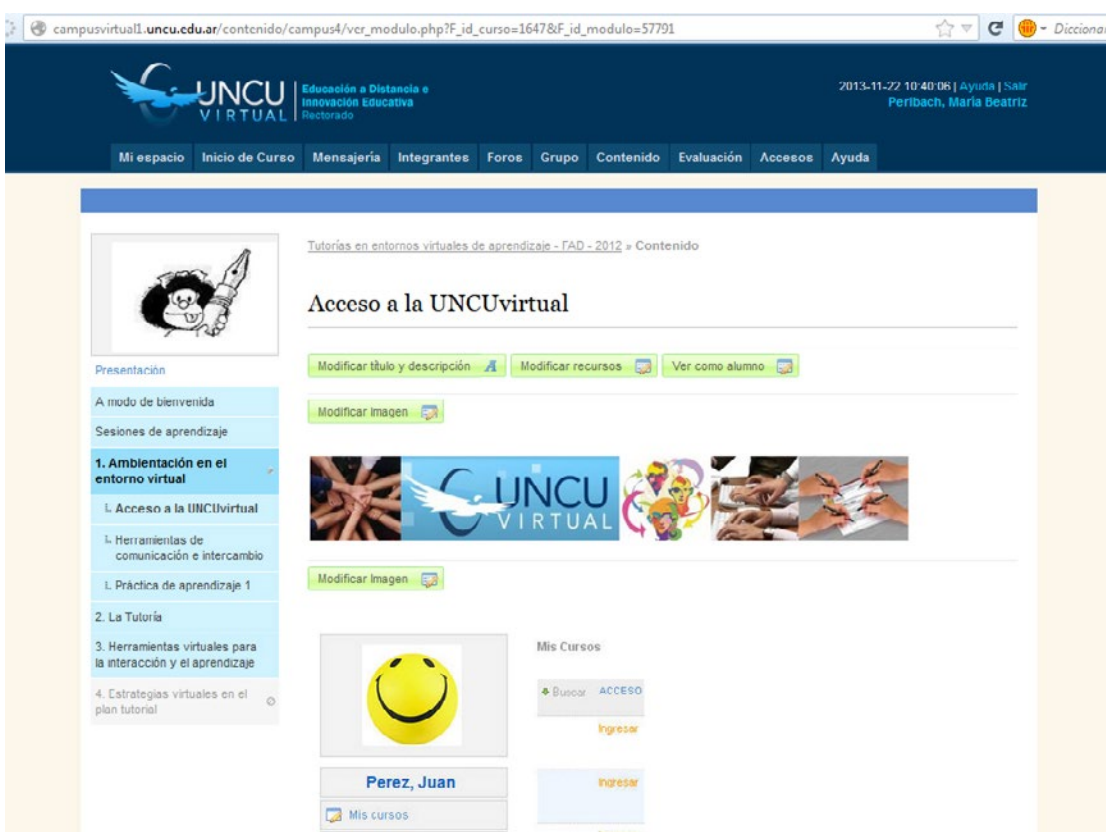 campusvirtual1.uncu.edu.ar/contenido/campus4/ver_modulo.php?F_id_curso=1647&F_id_modulo=57791
Diccionar
UNCU
VIRTUAL
Educación a Distancia e
Innovación Educativa
Rectorado
2013-11-22 10:40:06 | Ayuda | Salir
Peribach, María Beatriz
Mi espacio Inicio de Curso Mensajería Integrantes Foros Grupo Contenido Evaluación Accesos Ayuda
Tutorías en entornos virtuales de aprendizaje - FAD - 2012 » Contenido
Acceso a la UNCUvirtual
Modificar título y descripción Modificar recursos Ver como alumno
Modificar Imagen
Presentación
A modo de bienvenida
Sesiones de aprendizaje
1. Ambientación en el
entorno virtual
Acceso a la UNCUvirtual
Herramientas de
comunicación e intercambio
Práctica de aprendizaje 1
2. La Tutoría
3. Herramientas virtuales para
la interacción y el aprendizaje
4. Estrategias virtuales en el
plan tutorial
UNCU
VIRTUAL
Modificar Imagen
Mis Cursos
Buscar ACCESO
Ingresar
Ingresar
Perez, Juan
Mis cursos